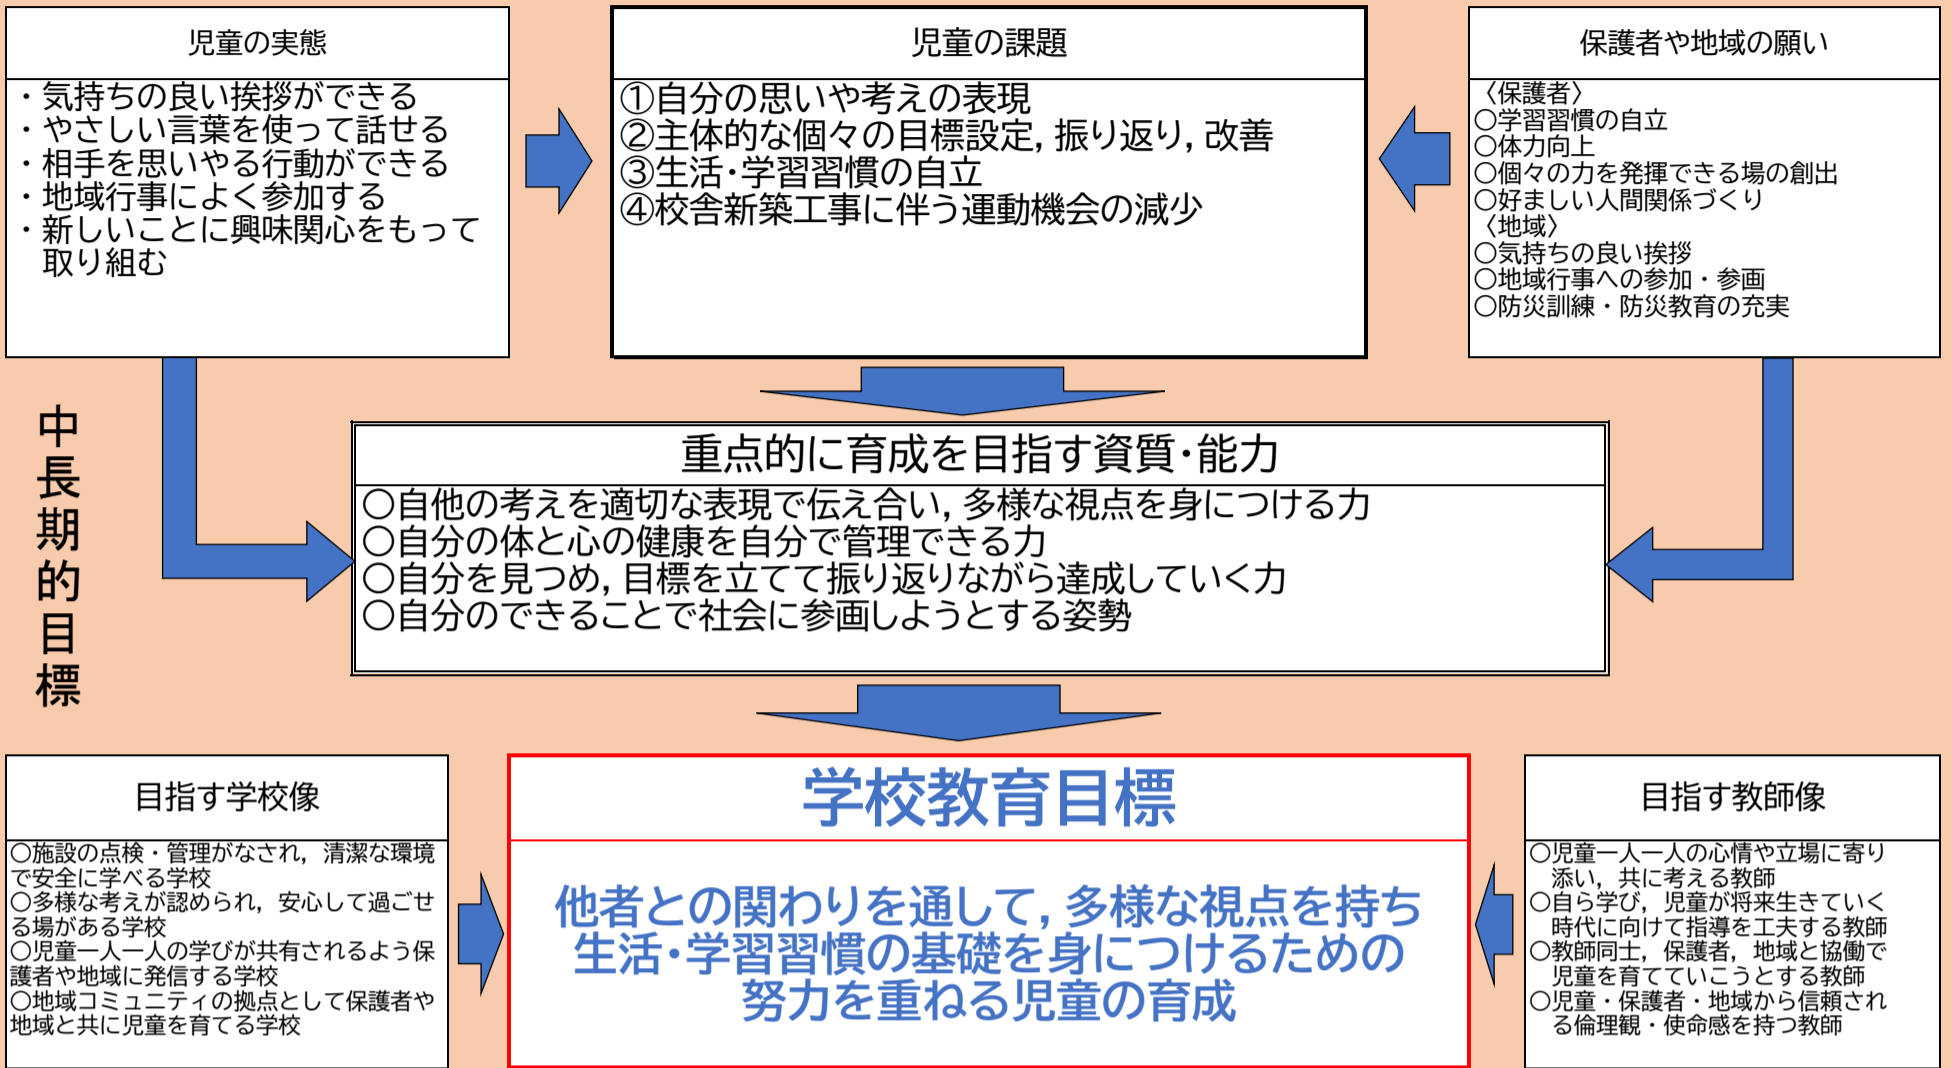 児童の実態
・気持ちの良い挨拶ができる
・やさしい言葉を使って話せる
・相手を思いやる行動ができる
・地域行事によく参加する
・新しいことに興味関心をもって
取り組む
児童の課題
①自分の思いや考えの表現
②主体的な個々の目標設定,振り返り,改善
③生活・学習習慣の自立
④校舎新築工事に伴う運動機会の減少
保護者や地域の願い
〈保護者〉
○学習習慣の自立
○体力向上
○個々の力を発揮できる場の創出
○好ましい人間関係づくり
〈地域〉
○気持ちの良い挨拶
○地域行事への参加・参画
○防災訓練・防災教育の充実
中長期的目標
重点的に育成を目指す資質・能力
○自他の考えを適切な表現で伝え合い,多様な視点を身につける力
○自分の体と心の健康を自分で管理できる力
○自分を見つめ,目標を立てて振り返りながら達成していく力
○自分のできることで社会に参画しようとする姿勢
目指す学校像
○施設の点検・管理がなされ，清潔な環境
で安全に学べる学校
○多様な考えが認められ，安心して過ごせ
る場がある学校
○児童一人一人の学びが共有されるよう保
護者や地域に発信する学校
○地域コミュニティの拠点として保護者や
地域と共に児童を育てる学校
学校教育目標
他者との関わりを通して,多様な視点を持ち
生活・学習習慣の基礎を身につけるための
努力を重ねる児童の育成
目指す教師像
○児童一人一人の心情や立場に寄り
添い，共に考える教師
○自ら学び，児童が将来生きていく
時代に向けて指導を工夫する教師
○教師同士，保護者，地域と協働で
児童を育てていこうとする教師
○児童・保護者・地域から信頼され
る倫理観・使命感を持つ教師